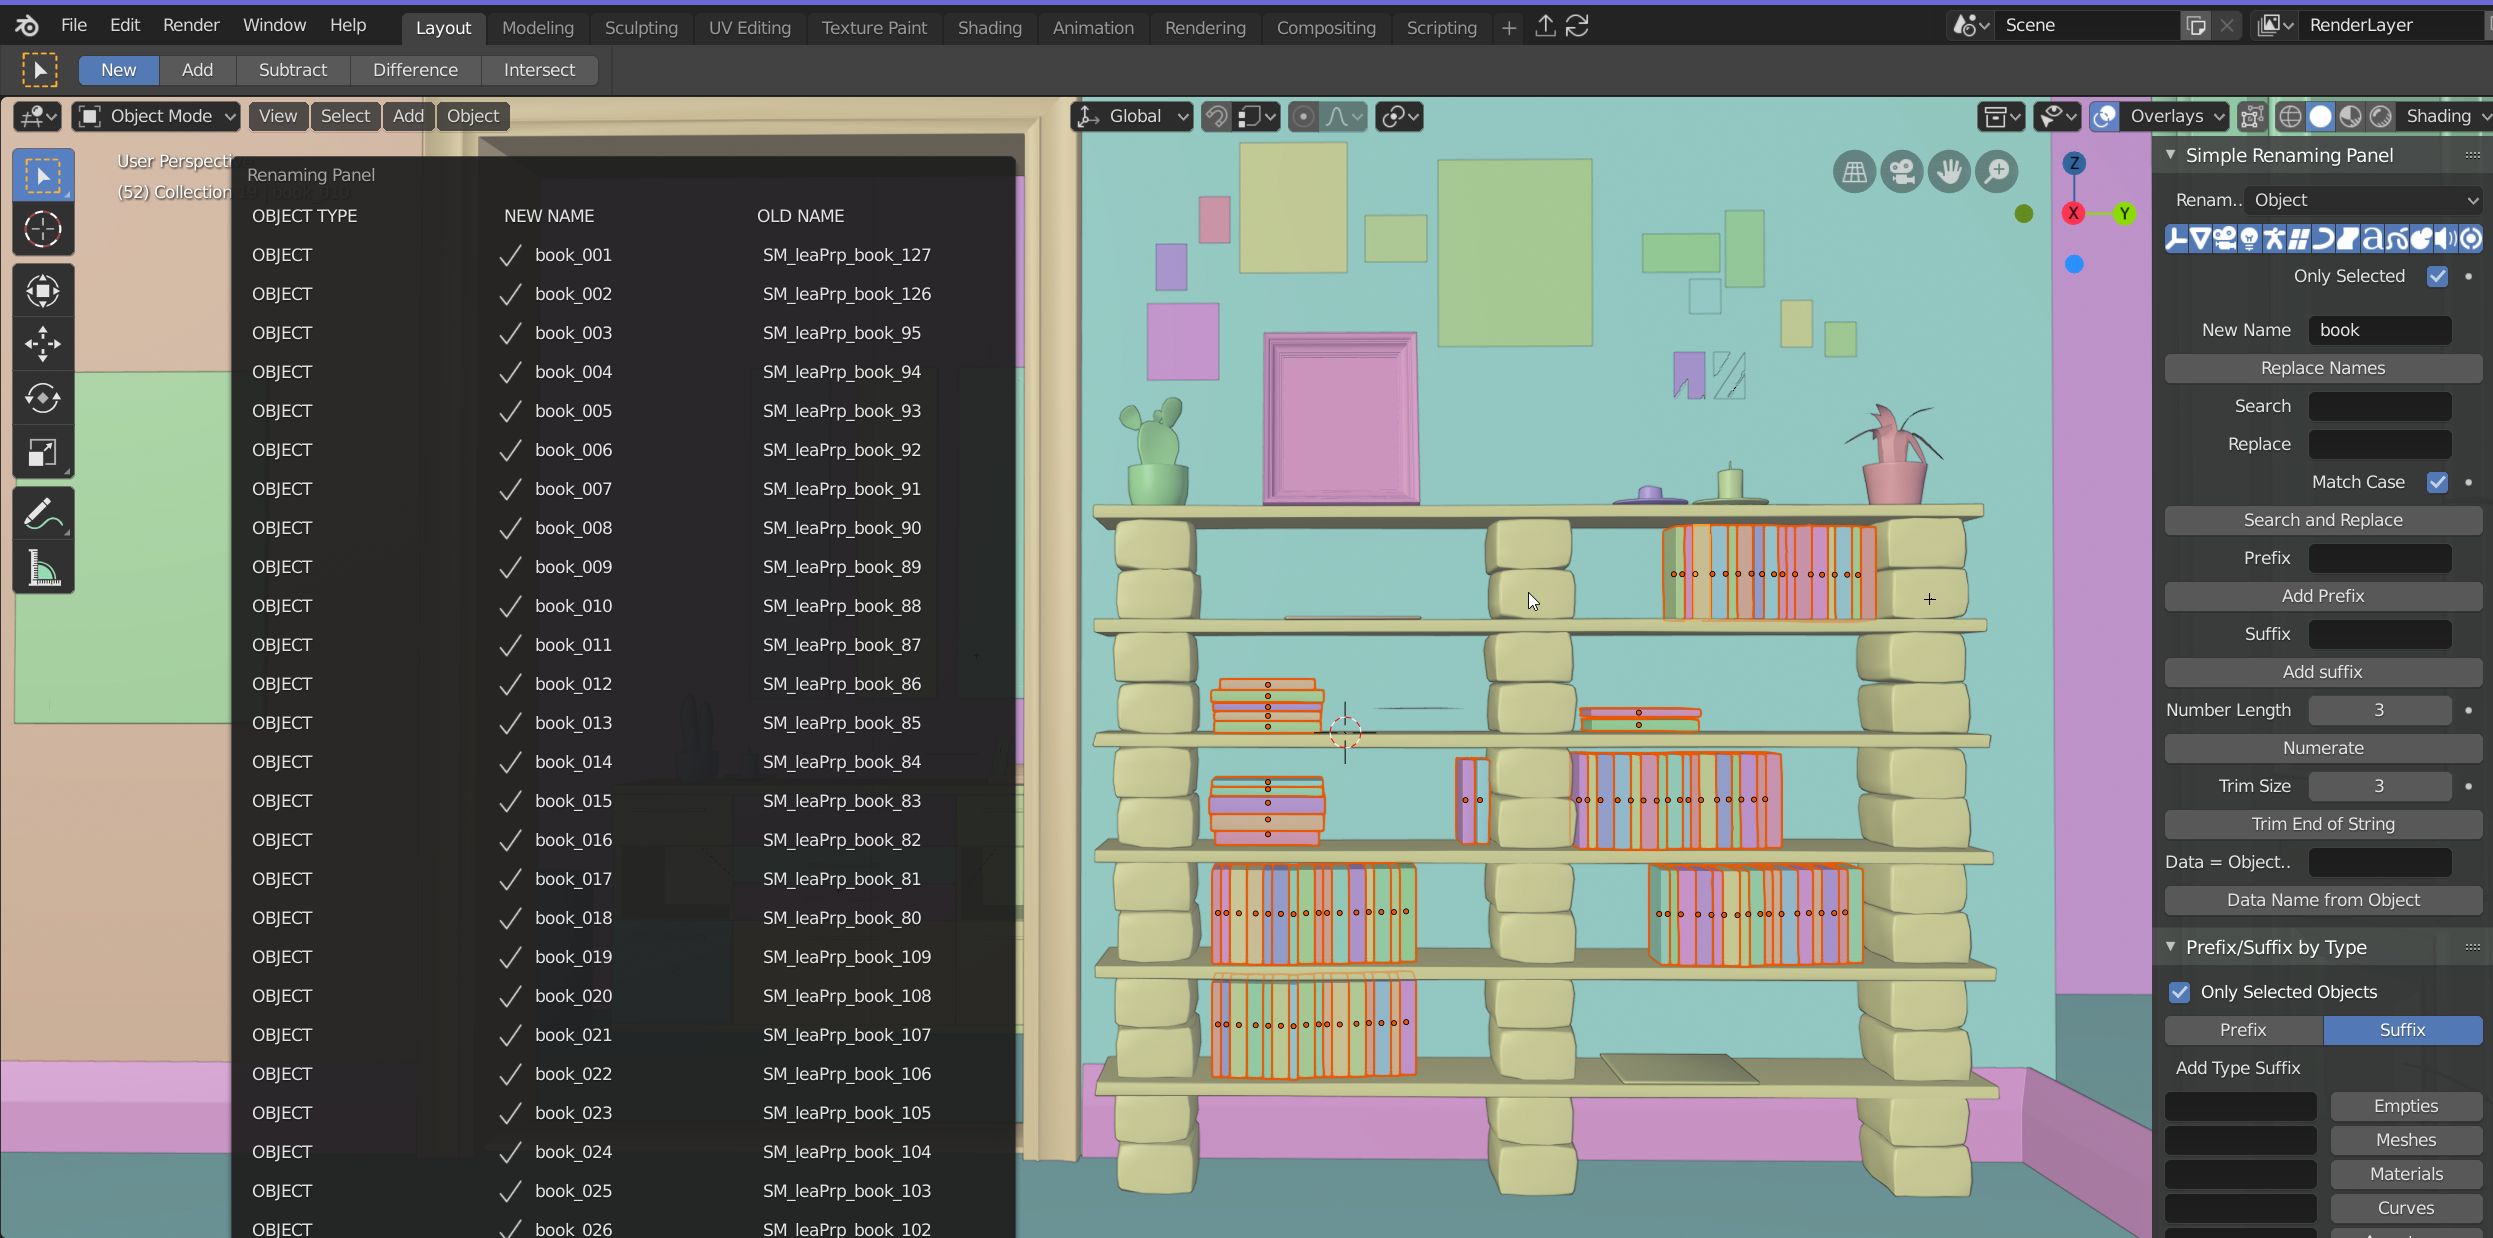 File Edit Render Window Help Layout Modeling Sculpting UV Editing Texture Paint Shading Animation Rendering Compositing Scripting + Scene RenderLayer
New Add Subtract Difference Intersect
Object Mode View Select Add Object Global Overlays Shading
User Perspecti
(52) Collection
Renaming Panel
OBJECT TYPE NEW NAME OLD NAME
OBJECT book_001 SM_leaPrp_book_127
OBJECT book_002 SM_leaPrp_book_126
OBJECT book_003 SM_leaPrp_book_95
OBJECT book_004 SM_leaPrp_book_94
OBJECT book_005 SM_leaPrp_book_93
OBJECT book_006 SM_leaPrp_book_92
OBJECT book_007 SM_leaPrp_book_91
OBJECT book_008 SM_leaPrp_book_90
OBJECT book_009 SM_leaPrp_book_89
OBJECT book_010 SM_leaPrp_book_88
OBJECT book_011 SM_leaPrp_book_87
OBJECT book_012 SM_leaPrp_book_86
OBJECT book_013 SM_leaPrp_book_85
OBJECT book_014 SM_leaPrp_book_84
OBJECT book_015 SM_leaPrp_book_83
OBJECT book_016 SM_leaPrp_book_82
OBJECT book_017 SM_leaPrp_book_81
OBJECT book_018 SM_leaPrp_book_80
OBJECT book_019 SM_leaPrp_book_109
OBJECT book_020 SM_leaPrp_book_108
OBJECT book_021 SM_leaPrp_book_107
OBJECT book_022 SM_leaPrp_book_106
OBJECT book_023 SM_leaPrp_book_105
OBJECT book_024 SM_leaPrp_book_104
OBJECT book_025 SM_leaPrp_book_103
OBJECT book_026 SM_leaPrp_book_102
Z
X Y
Simple Renaming Panel
Renam.. Object
Only Selected
New Name book
Replace Names
Search
Replace
Match Case
Search and Replace
Prefix
Add Prefix
Suffix
Add suffix
Number Length 3
Numerate
Trim Size 3
Trim End of String
Data = Object..
Data Name from Object
Prefix/Suffix by Type
Only Selected Objects
Prefix Suffix
Add Type Suffix
Empties
Meshes
Materials
Curves